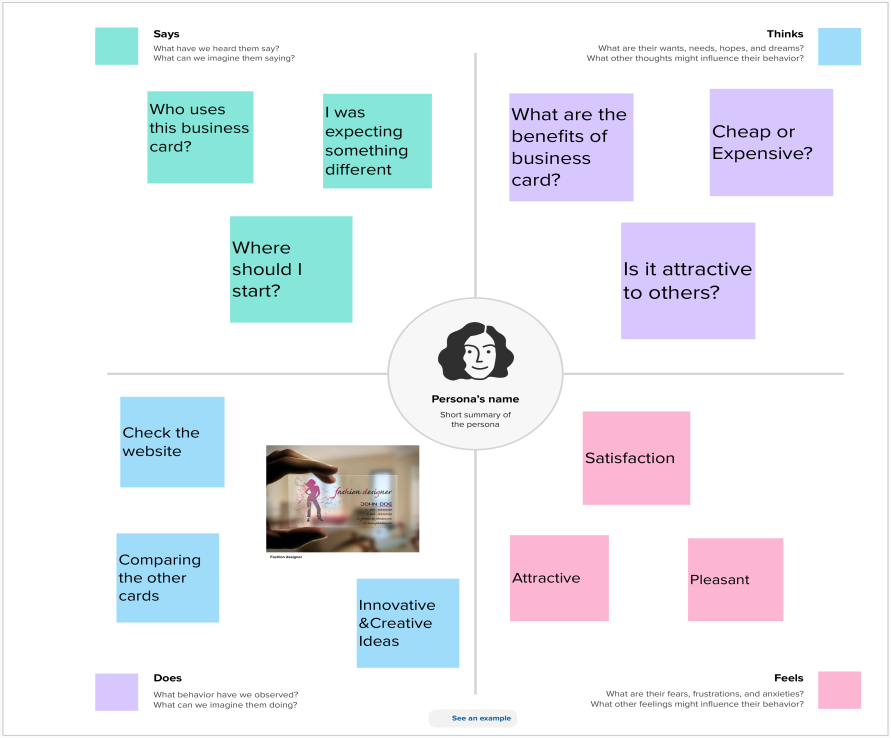 Says
What have we heard them say?
What can we imagine them saying?
Thinks
What are their wants, needs, hopes, and dreams?
What other thoughts might influence their behavior?
Who uses
this business
card?
I was
expecting
something
different
Where
should I
start?
What are the
benefits of
business
card?
Cheap or
Expensive?
Is it attractive
to others?
Persona's name
Short summary of
the persona
Check the
website
fashion designer
JOHN DOE
Fashion designer
Comparing
the other
cards
Innovative
&Creative
Ideas
Satisfaction
Attractive
Pleasant
Does
What behavior have we observed?
What can we imagine them doing?
Feels
What are their fears, frustrations, and anxieties?
What other feelings might influence their behavior?
See an example